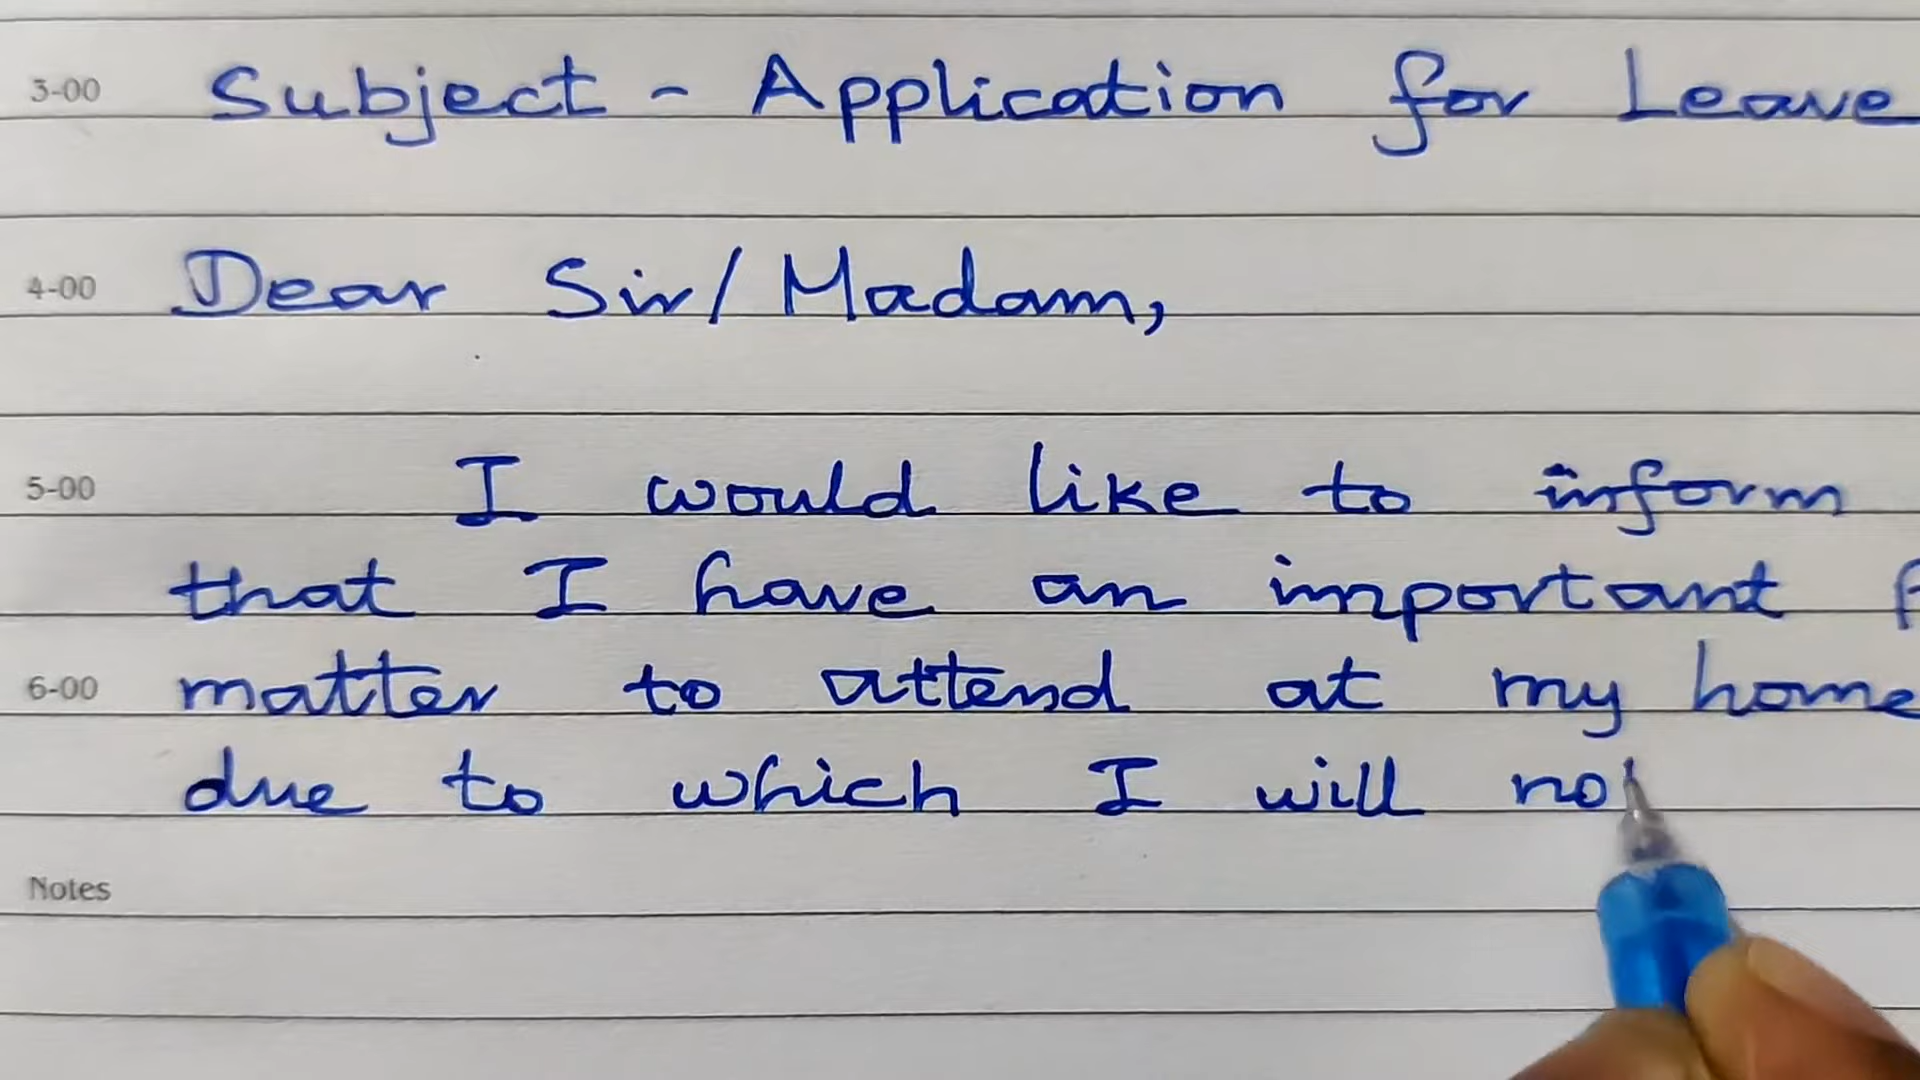 3-00 Subject - Application for Leave
4-00 Dear Sir/Madam,
5-00 I would like to inform
that I have an important
6-00 matter to attend at my home
due to which I will
Notes